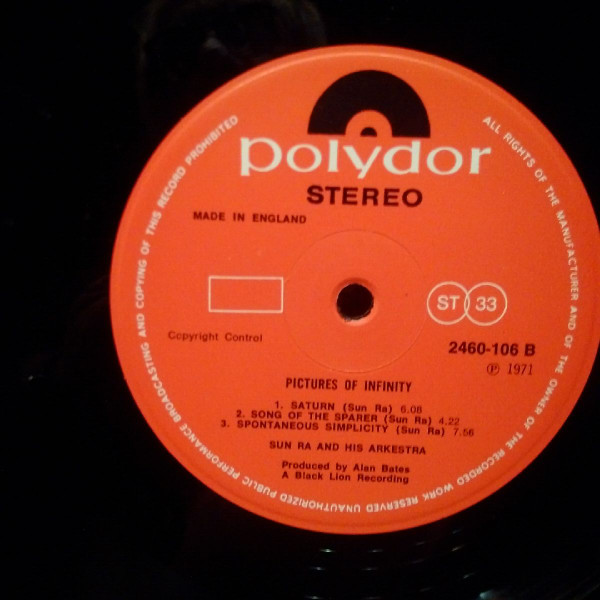 polydor
STEREO
MADE IN ENGLAND
ST 33
Copyright Control
2460-106 B
℗ 1971
PICTURES OF INFINITY
1. SATURN (Sun Ra) 6.08
2. SONG OF THE SPARER (Sun Ra) 4.22
3. SPONTANEOUS SIMPLICITY (Sun Ra) 7.56
SUN RA AND HIS ARKESTRA
Produced by Alan Bates
A Black Lion Recording
ALL RIGHTS OF THE MANUFACTURER AND OF THE OWNER OF THE RECORDED WORK RESERVED UNAUTHORIZED PUBLIC PERFORMANCE BROADCASTING AND COPYING OF THIS RECORD PROHIBITED